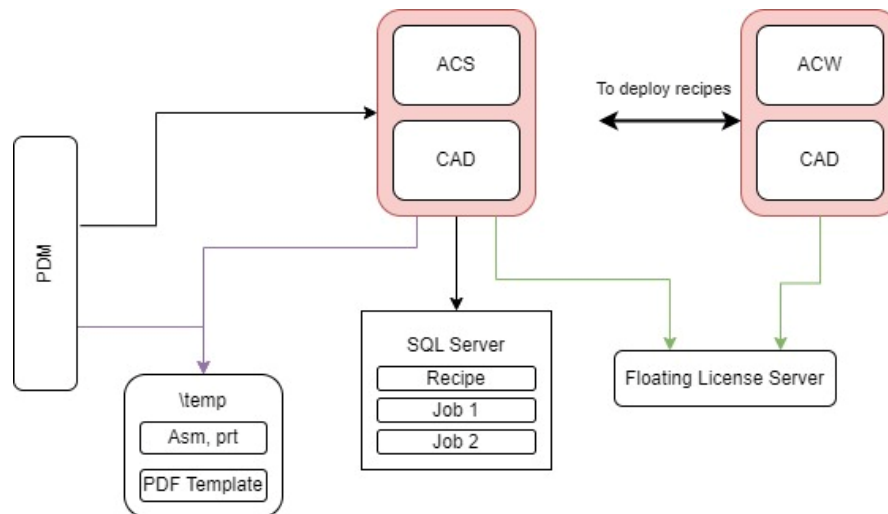 ACS
CAD
To deploy recipes
ACW
CAD
PDM
SQL Server
Recipe
Job 1
Job 2
Floating License Server
\temp
Asm, prt
PDF Template